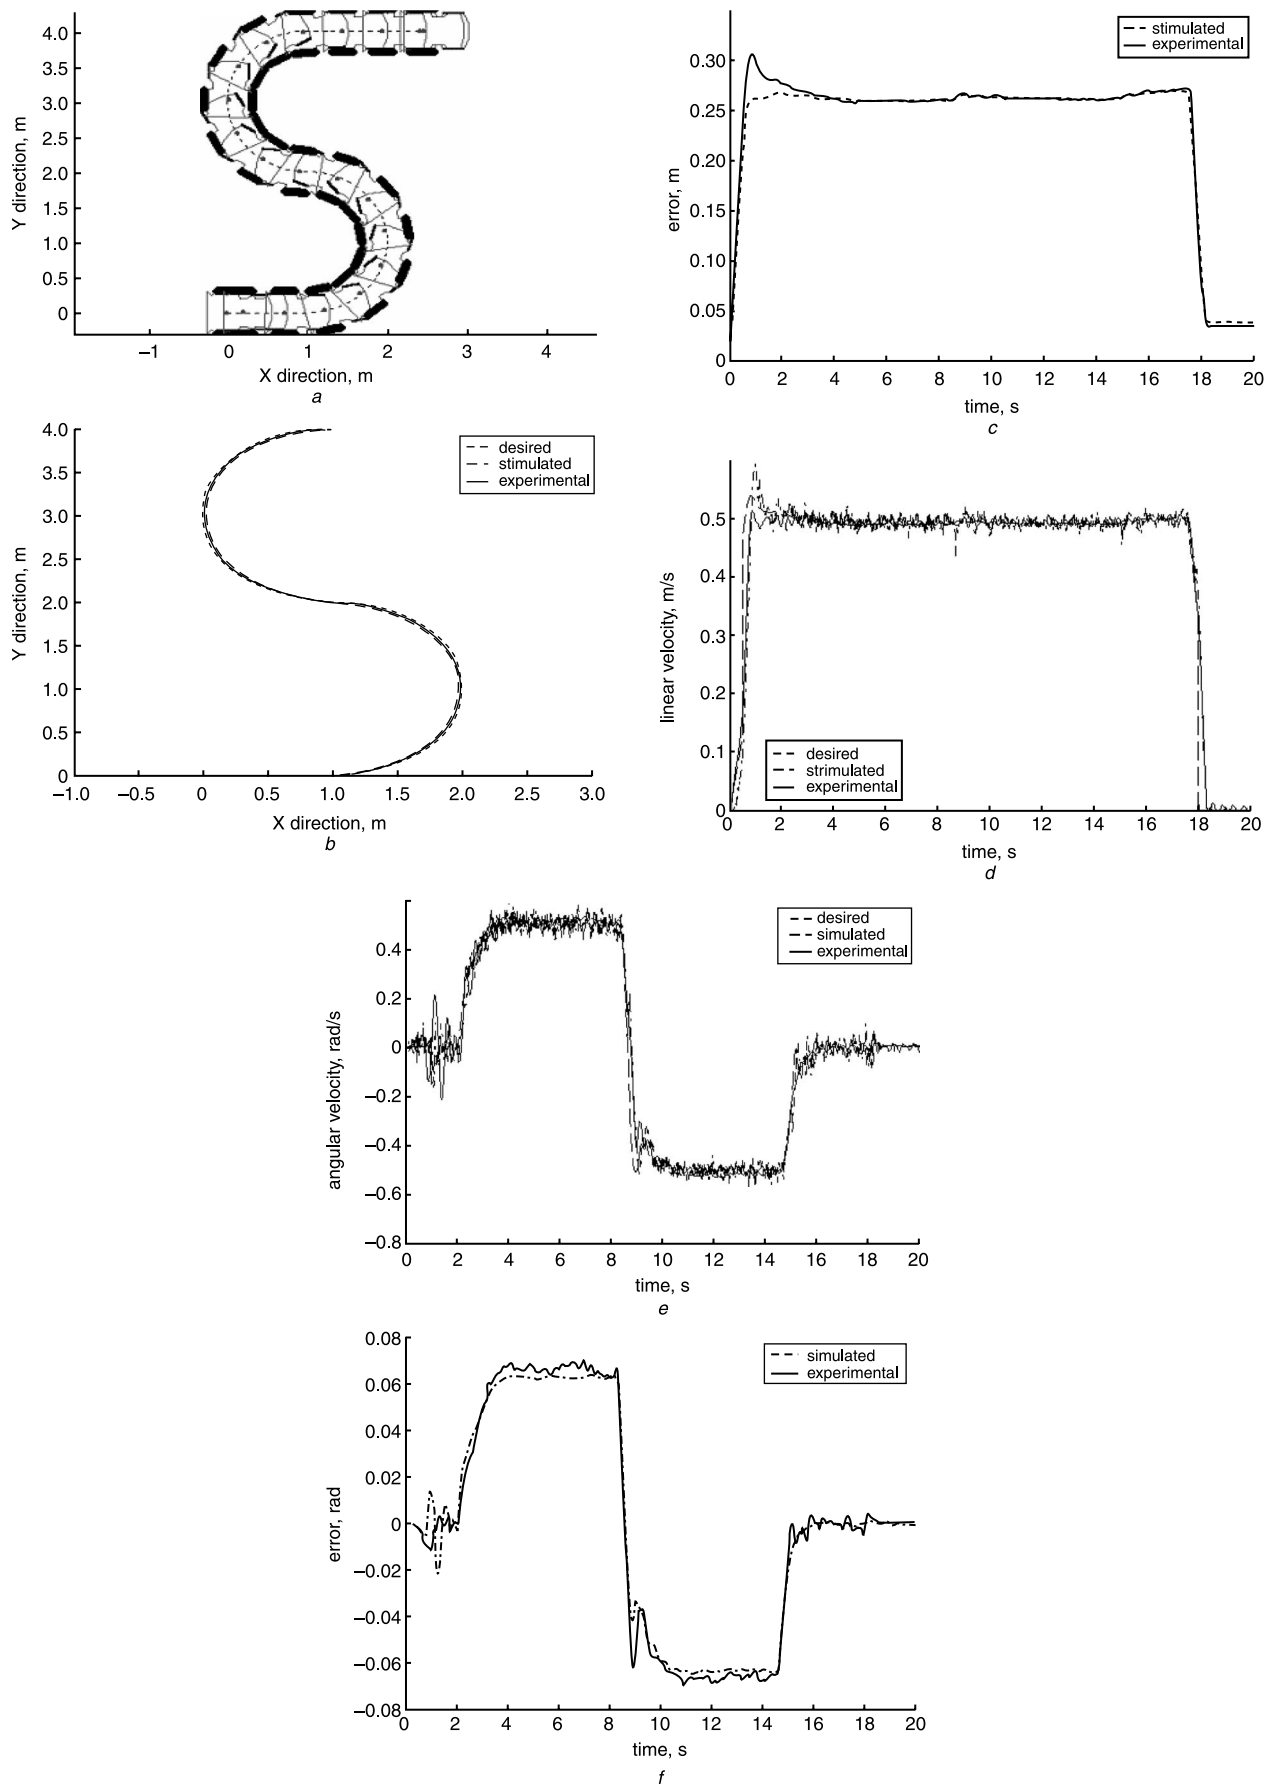 4.0
3.5
3.0
2.5
2.0
1.5
1.0
0.5
0
Y direction, m
–1 0 1 2 3 4
X direction, m
a
4.0
3.5
3.0
2.5
2.0
1.5
1.0
0.5
0
Y direction, m
desired
stimulated
experimental
–1.0 –0.5 0 0.5 1.0 1.5 2.0 2.5 3.0
X direction, m
b
stimulated
experimental
0.30
0.25
0.20
0.15
0.10
0.05
0
error, m
0 2 4 6 8 10 12 14 16 18 20
time, s
c
0.5
0.4
0.3
0.2
0.1
0
linear velocity, m/s
desired
strimulated
experimental
0 2 4 6 8 10 12 14 16 18 20
time, s
d
desired
simulated
experimental
0.4
0.2
0
–0.2
–0.4
–0.6
–0.8
angular velocity, rad/s
0 2 4 6 8 10 12 14 16 18 20
time, s
e
0.08
0.06
0.04
0.02
0
–0.02
–0.04
–0.06
–0.08
error, rad
simulated
experimental
0 2 4 6 8 10 12 14 16 18 20
time, s
f